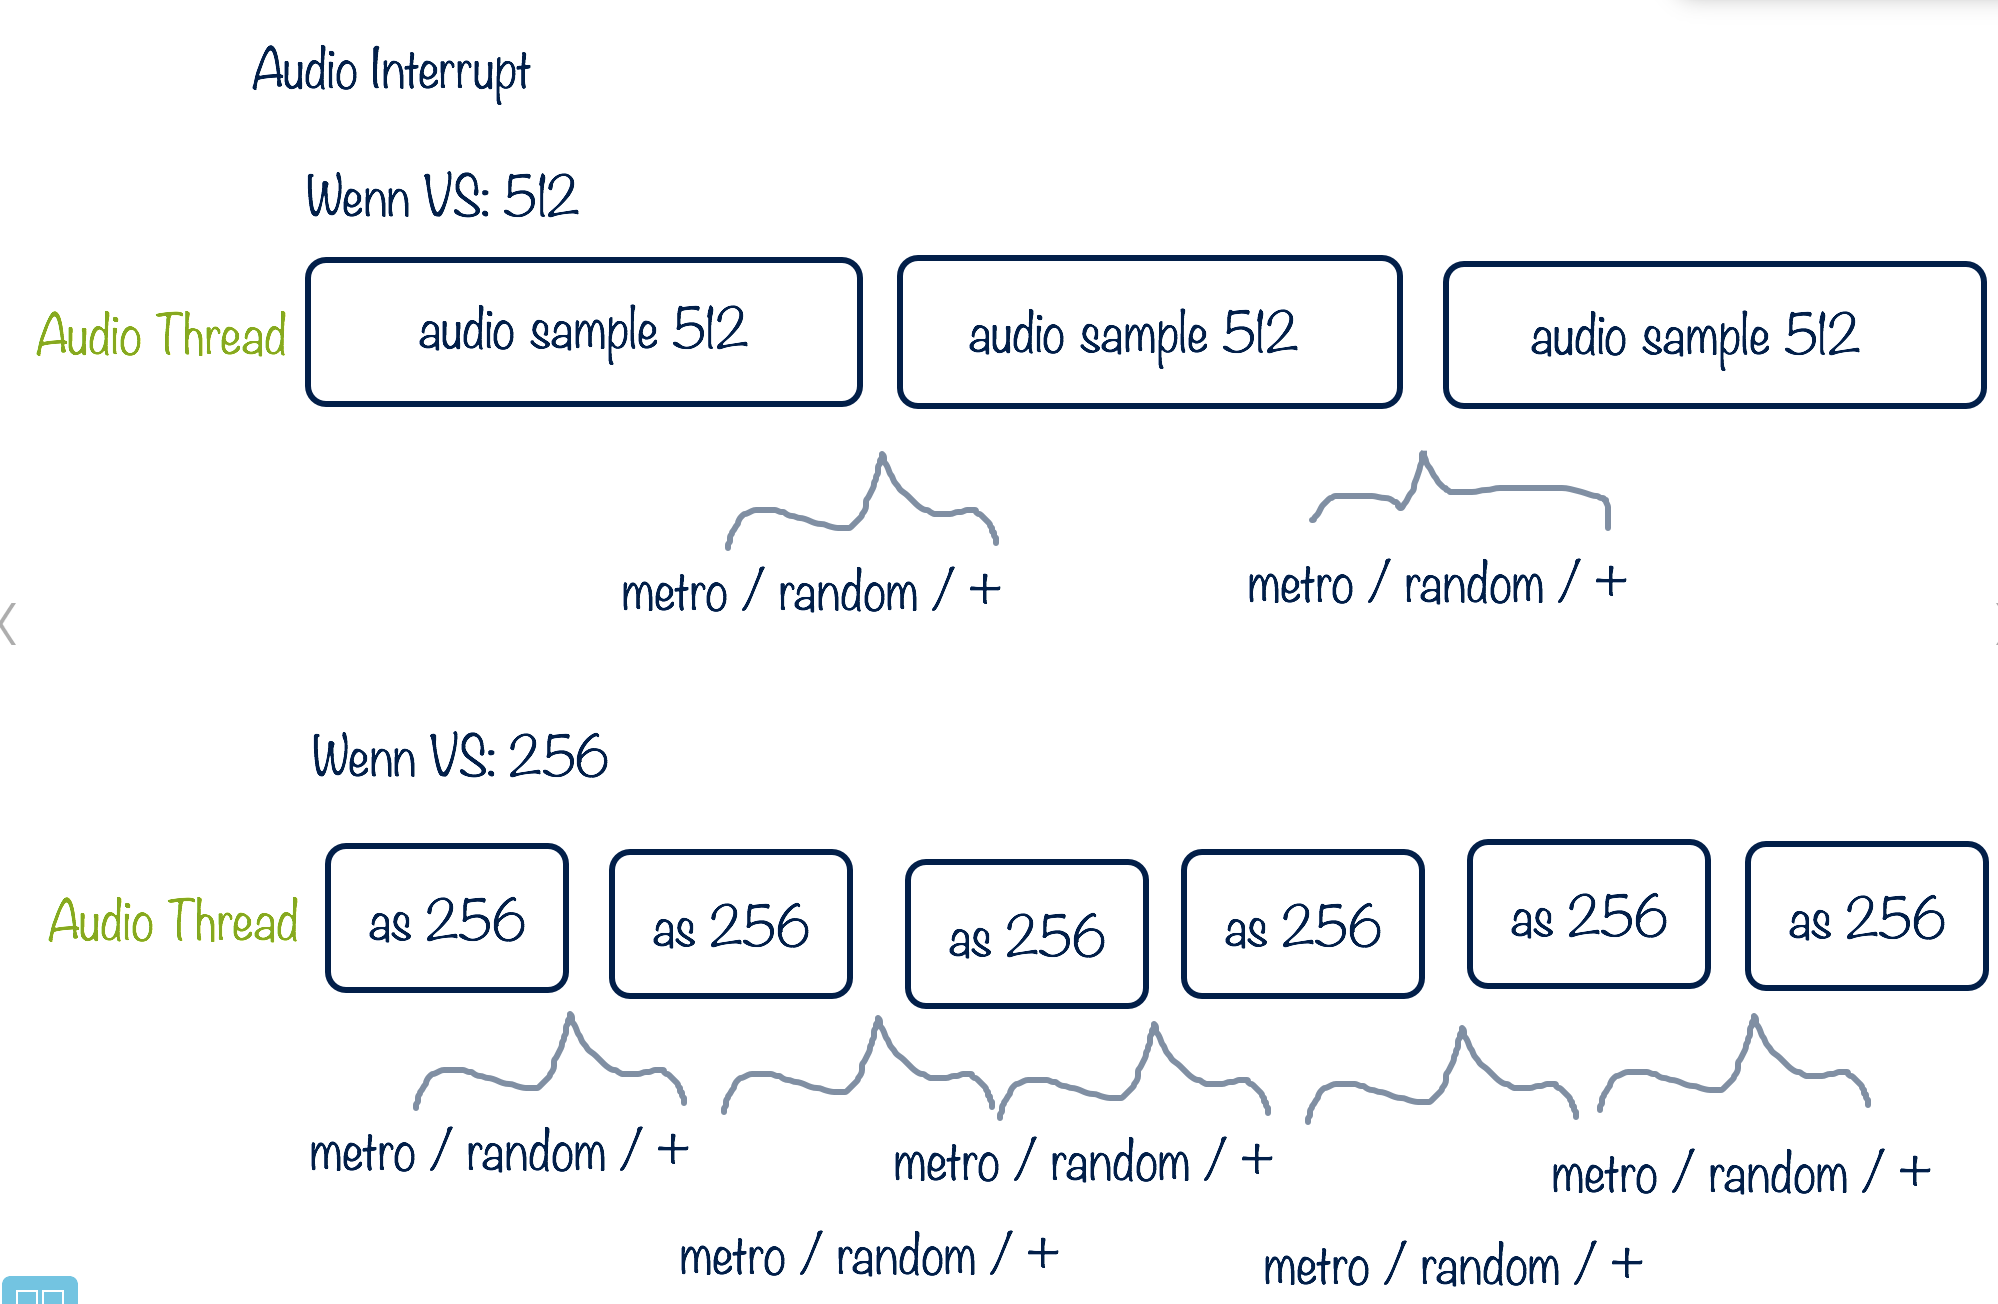 Audio Interrupt
Wenn VS: 512
Audio Thread
audio sample 512
audio sample 512
audio sample 512
metro / random / +
metro / random / +
Wenn VS: 256
Audio Thread
as 256
as 256
as 256
as 256
as 256
as 256
metro / random / +
metro / random / +
metro / random / +
metro / random / +
metro / random / +